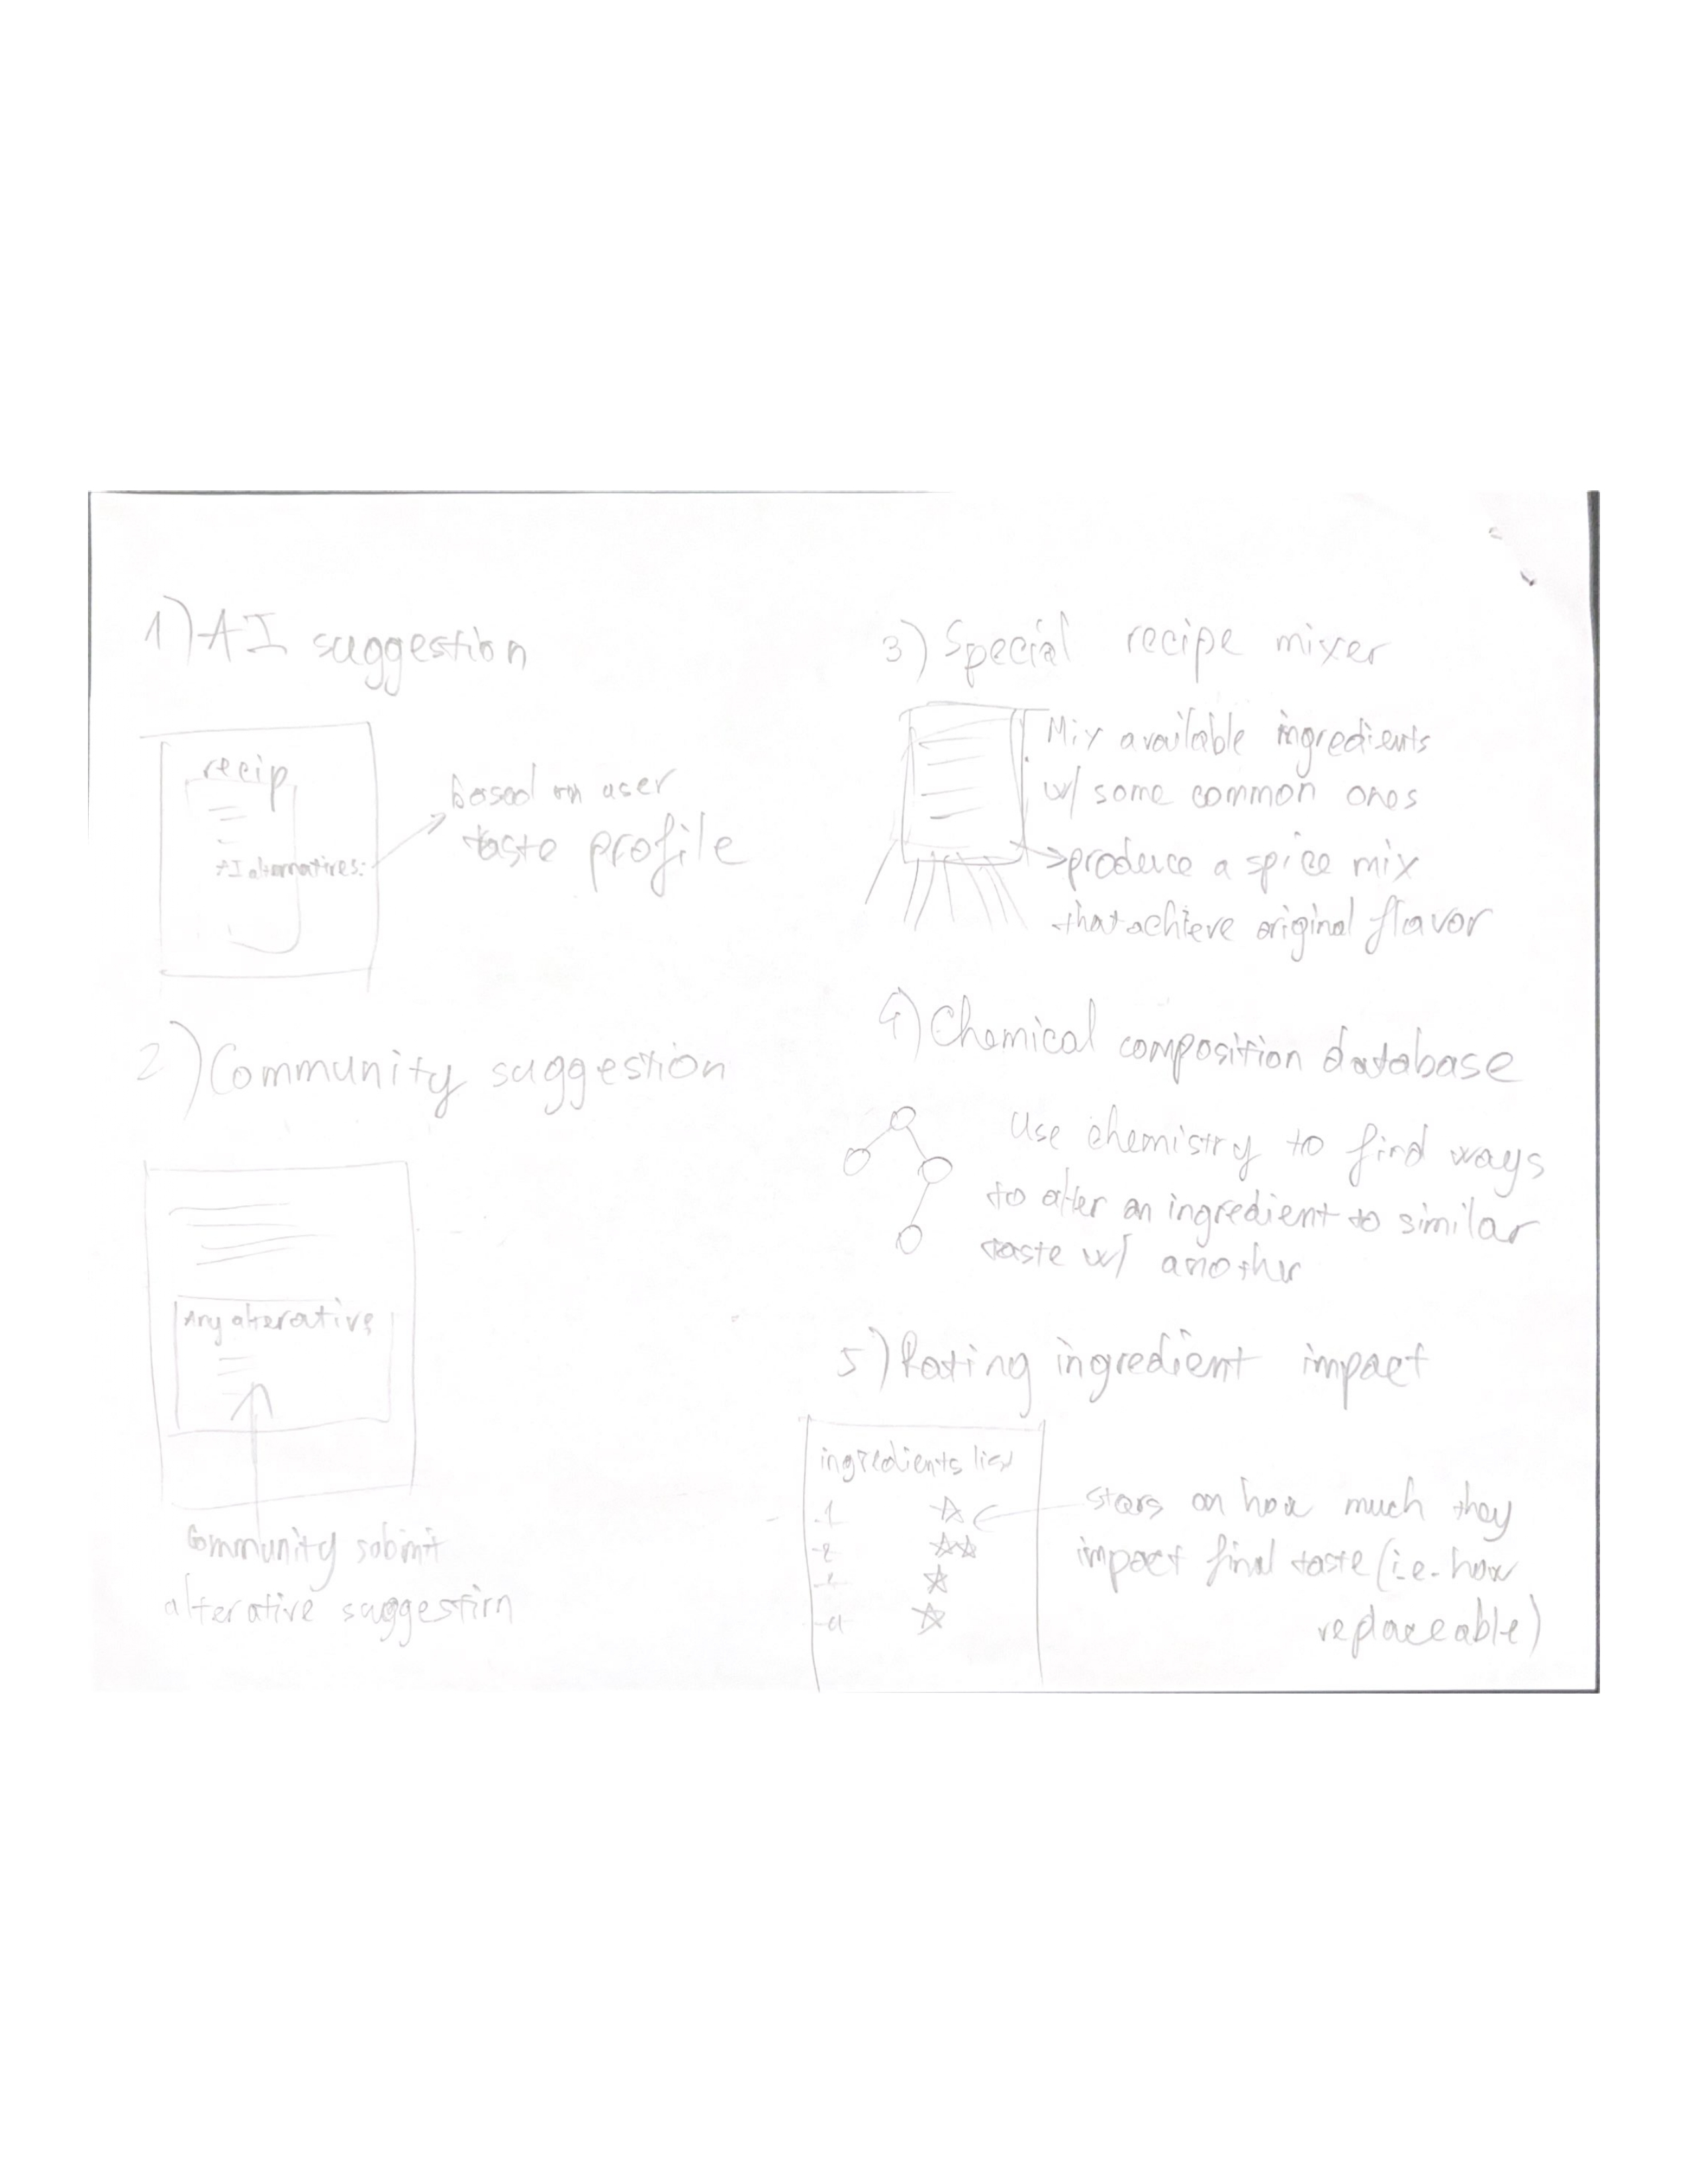 1) AI suggestion
recip
AI alternatives:
based on user
taste profile
2) Community suggestion
Any alterative
Community submit
alterative suggestion
3) Special recipe mixer
Mix available ingredients
w/ some common ones
produce a spice mix
that achieve original flavor
4) Chemical composition database
Use chemistry to find ways
to alter an ingredient to similar
taste w/ another
5) Rating ingredient impact
ingredients list
-1
-2
stars on how much they
impact final taste (i.e. how
replaceable)